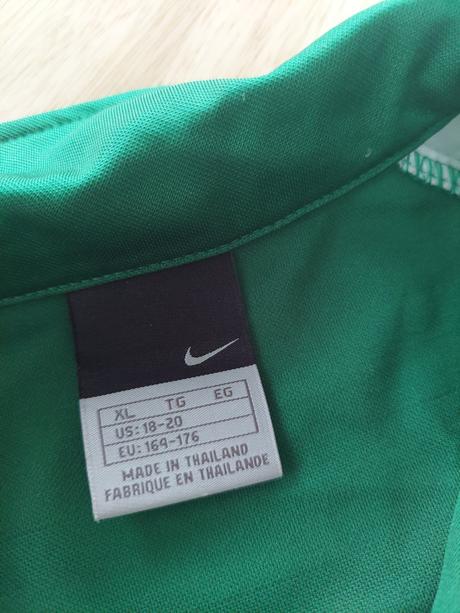 XL TG EG
US: 18-20
EU: 164-176
MADE IN THAILAND
FABRIQUE EN THAILANDE